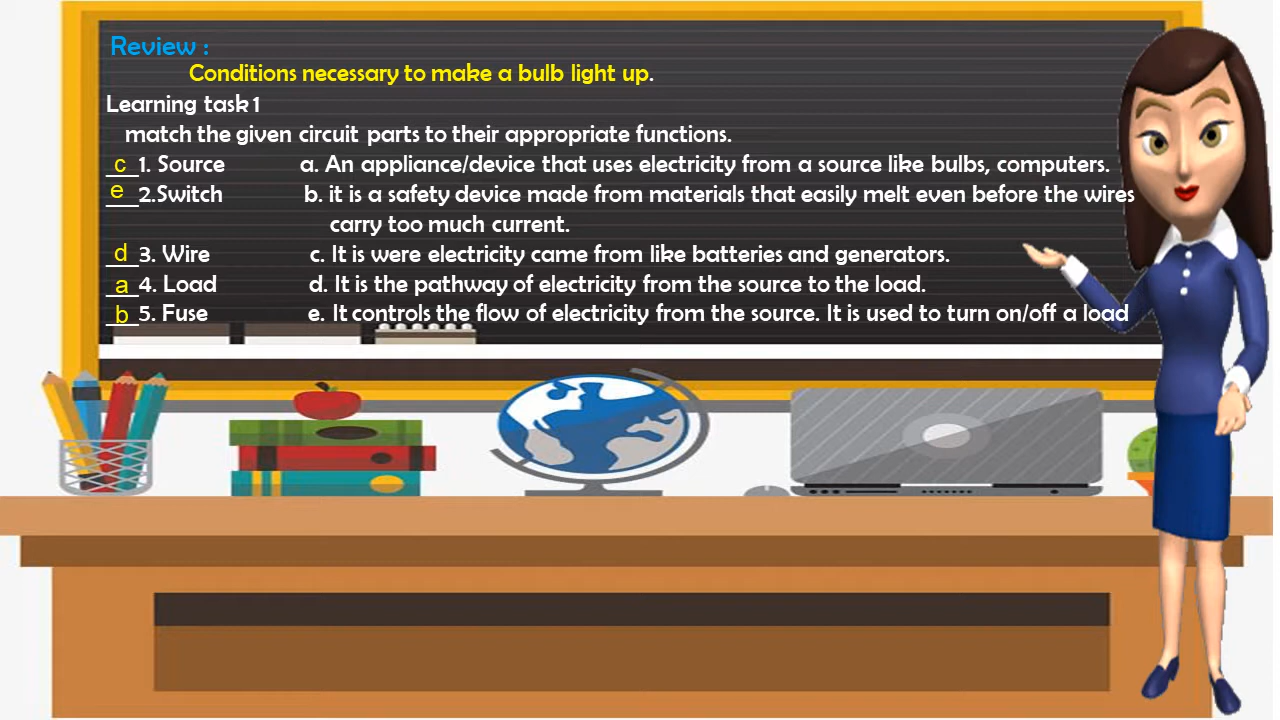 Review :
Conditions necessary to make a bulb light up.
Learning task 1
match the given circuit parts to their appropriate functions.
c 1. Source a. An appliance/device that uses electricity from a source like bulbs, computers.
e 2.Switch b. it is a safety device made from materials that easily melt even before the wires
carry too much current.
d 3. Wire c. It is were electricity came from like batteries and generators.
a 4. Load d. It is the pathway of electricity from the source to the load.
b 5. Fuse e. It controls the flow of electricity from the source. It is used to turn on/off a load